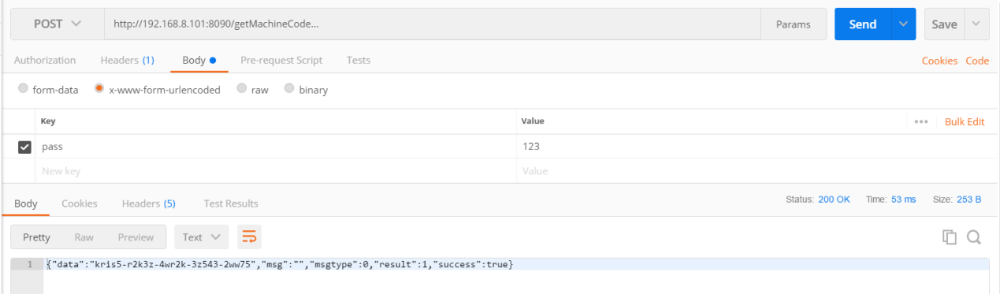 POST http://192.168.8.101:8090/getMachineCode... Params Send Save
Authorization Headers (1) Body Pre-request Script Tests Cookies Code
form-data x-www-form-urlencoded raw binary
Key Value ••• Bulk Edit
pass 123
New key Value
Body Cookies Headers (5) Test Results Status: 200 OK Time: 53 ms Size: 253 B
Pretty Raw Preview Text
1 {"data":"kris5-r2k3z-4wr2k-3z543-2ww75","msg":"","msgtype":0,"result":1,"success":true}